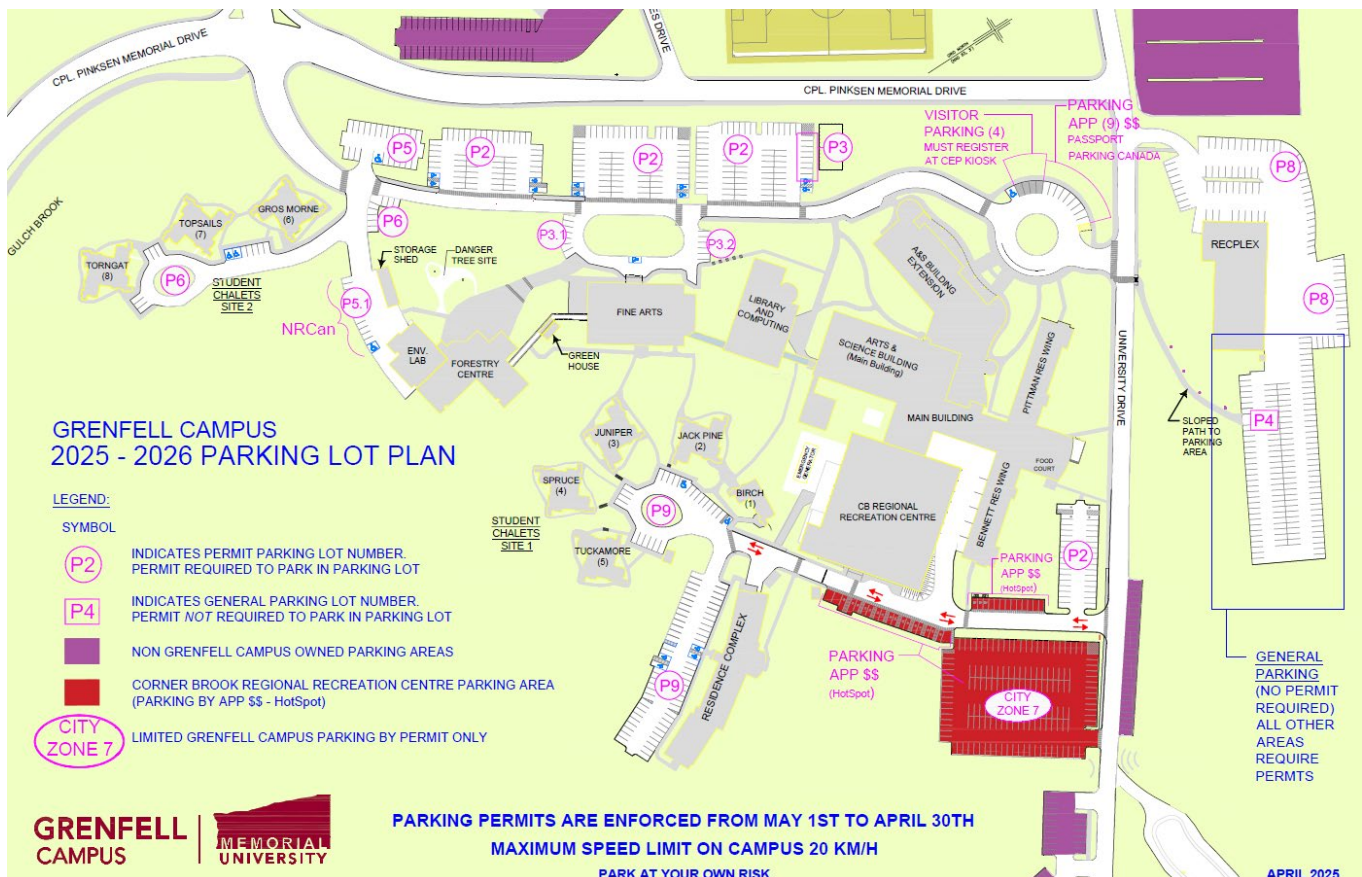 CPL. PINKSEN MEMORIAL DRIVE
ES DRIVE
CPL. PINKSEN MEMORIAL DRIVE
VISITOR
PARKING (4)
MUST REGISTER
AT CEP KIOSK
PARKING
APP (9) $$
PASSPORT
PARKING CANADA
P5
P2
P2
P2
P3
P8
GULCH BROOK
TOPSAILS
(7)
GROS MORNE
(6)
P6
P3.1
P3.2
TORNGAT
(8)
P6
STUDENT
CHALETS
SITE 2
STORAGE
SHED
DANGER
TREE SITE
A&S BUILDING
EXTENSION
RECPLEX
P8
P5.1
NRCan
FINE ARTS
LIBRARY
AND
COMPUTING
ENV.
LAB
FORESTRY
CENTRE
GREEN
HOUSE
ARTS &
SCIENCE BUILDING
(Main Building)
PITTMAN RES WING
UNIVERSITY DRIVE
MAIN BUILDING
SLOPED
PATH TO
PARKING
AREA
P4
GRENFELL CAMPUS
2025 - 2026 PARKING LOT PLAN
JUNIPER
(3)
JACK PINE
(2)
EMERGENCY
GENERATOR
FOOD
COURT
SPRUCE
(4)
BIRCH
(1)
P9
CB REGIONAL
RECREATION CENTRE
BENNETT RES WING
STUDENT
CHALETS
SITE 1
TUCKAMORE
(5)
PARKING
APP $$
(HotSpot)
P2
LEGEND:
SYMBOL
P2
INDICATES PERMIT PARKING LOT NUMBER.
PERMIT REQUIRED TO PARK IN PARKING LOT
P4
INDICATES GENERAL PARKING LOT NUMBER.
PERMIT NOT REQUIRED TO PARK IN PARKING LOT
NON GRENFELL CAMPUS OWNED PARKING AREAS
CORNER BROOK REGIONAL RECREATION CENTRE PARKING AREA
(PARKING BY APP $$ - HotSpot)
CITY
ZONE 7
LIMITED GRENFELL CAMPUS PARKING BY PERMIT ONLY
P9
RESIDENCE COMPLEX
PARKING
APP $$
(HotSpot)
CITY
ZONE 7
GENERAL
PARKING
(NO PERMIT
REQUIRED)
ALL OTHER
AREAS
REQUIRE
PERMTS
GRENFELL
CAMPUS
MEMORIAL
UNIVERSITY
PARKING PERMITS ARE ENFORCED FROM MAY 1ST TO APRIL 30TH
MAXIMUM SPEED LIMIT ON CAMPUS 20 KM/H
PARK AT YOUR OWN RISK
APRIL 2025